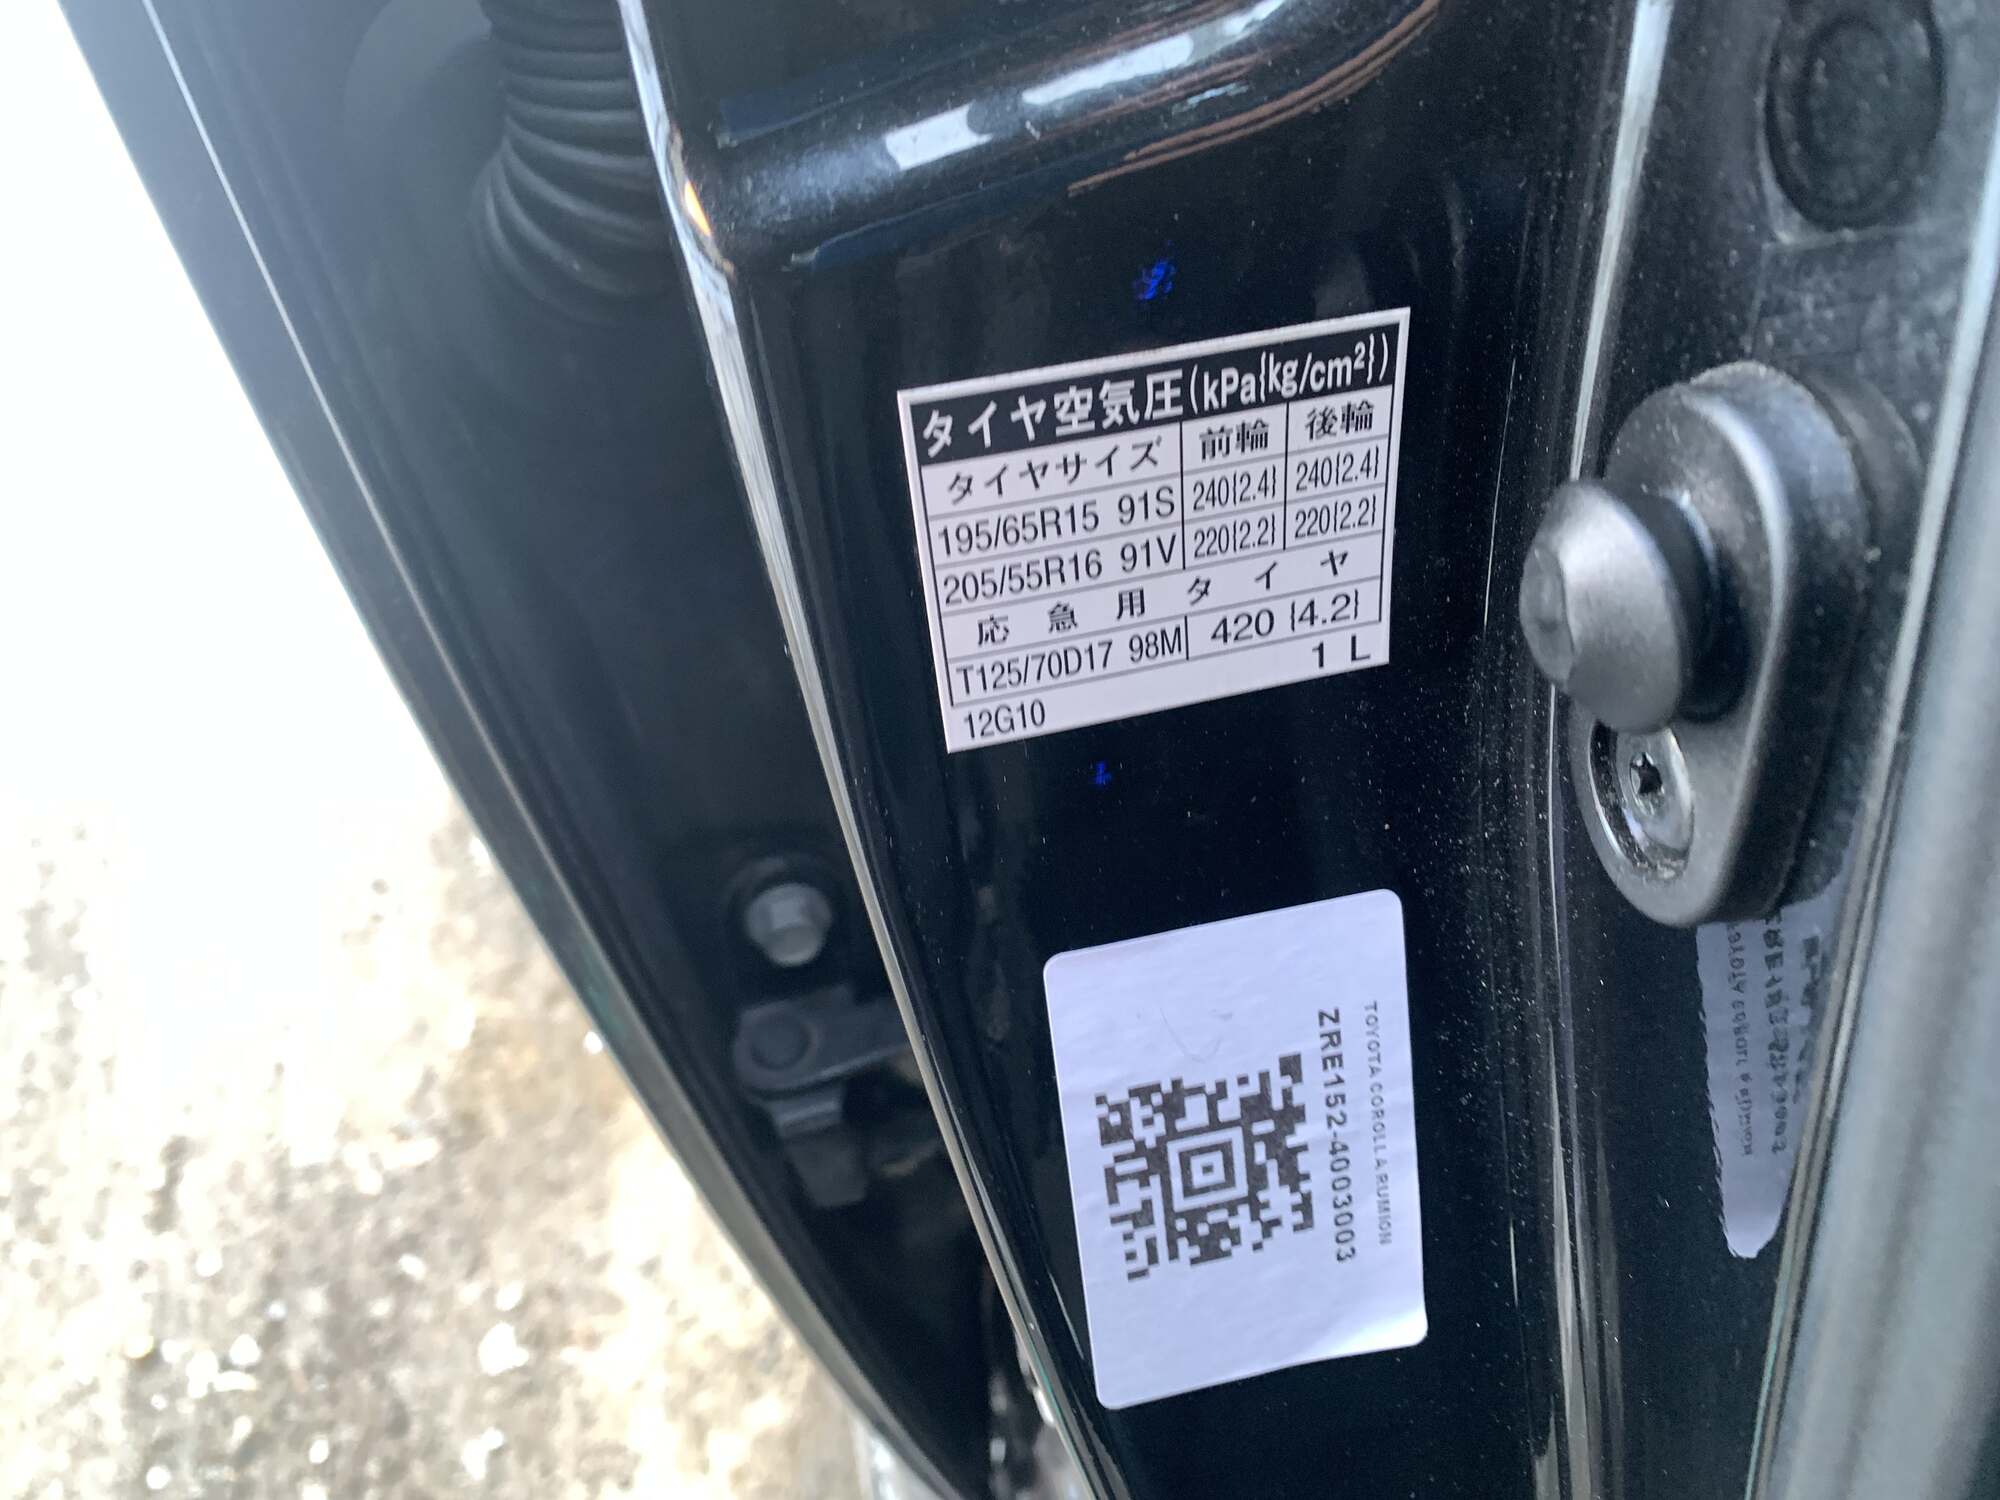 タイヤ空気圧(kPa{kg/cm²})
タイヤサイズ 前輪 後輪
195/65R15 91S 240{2.4} 240{2.4}
205/55R16 91V 220{2.2} 220{2.2}
応急用タイヤ
T125/70D17 98M 420 {4.2}
12G10 1L
TOYOTA COROLLA RUMION
ZRE152-4003003